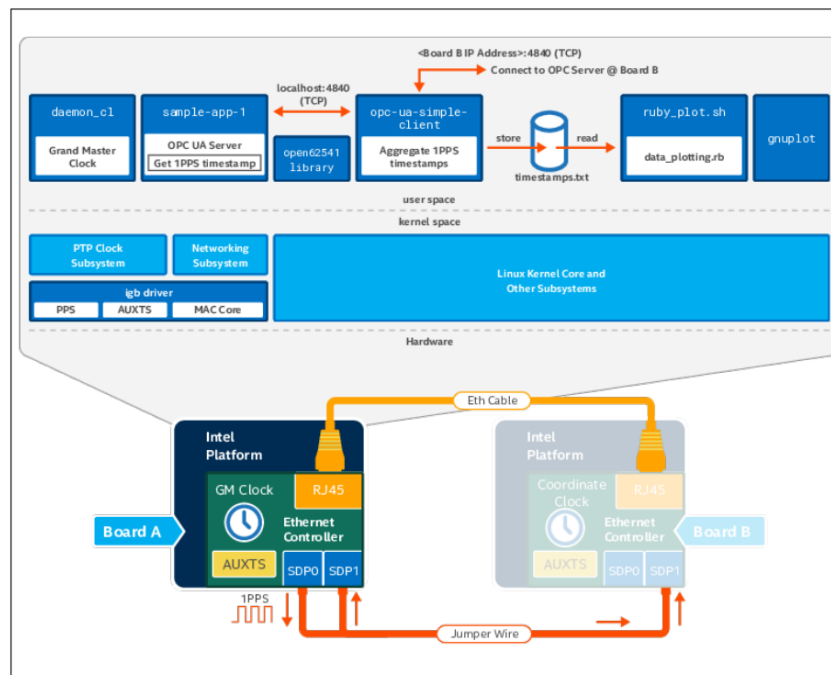 <Board B IP Address>:4840 (TCP)
Connect to OPC Server @ Board B
localhost:4840
(TCP)
daemon_cl
Grand Master
Clock
sample-app-1
OPC UA Server
Get 1PPS timestamp
open62541
library
opc-ua-simple-
client
Aggregate 1PPS
timestamps
store
read
timestamps.txt
ruby_plot.sh
data_plotting.rb
gnuplot
user space
kernel space
PTP Clock
Subsystem
Networking
Subsystem
igb driver
PPS
AUXTS
MAC Core
Linux Kernel Core and
Other Subsystems
Hardware
Eth Cable
Intel
Platform
GM Clock
RJ45
Ethernet
Controller
AUXTS
SDP0
SDP1
Board A
1PPS
Intel
Platform
Coordinate
Clock
RJ45
Ethernet
Controller
AUXTS
SDP0
SDP1
Board B
Jumper Wire